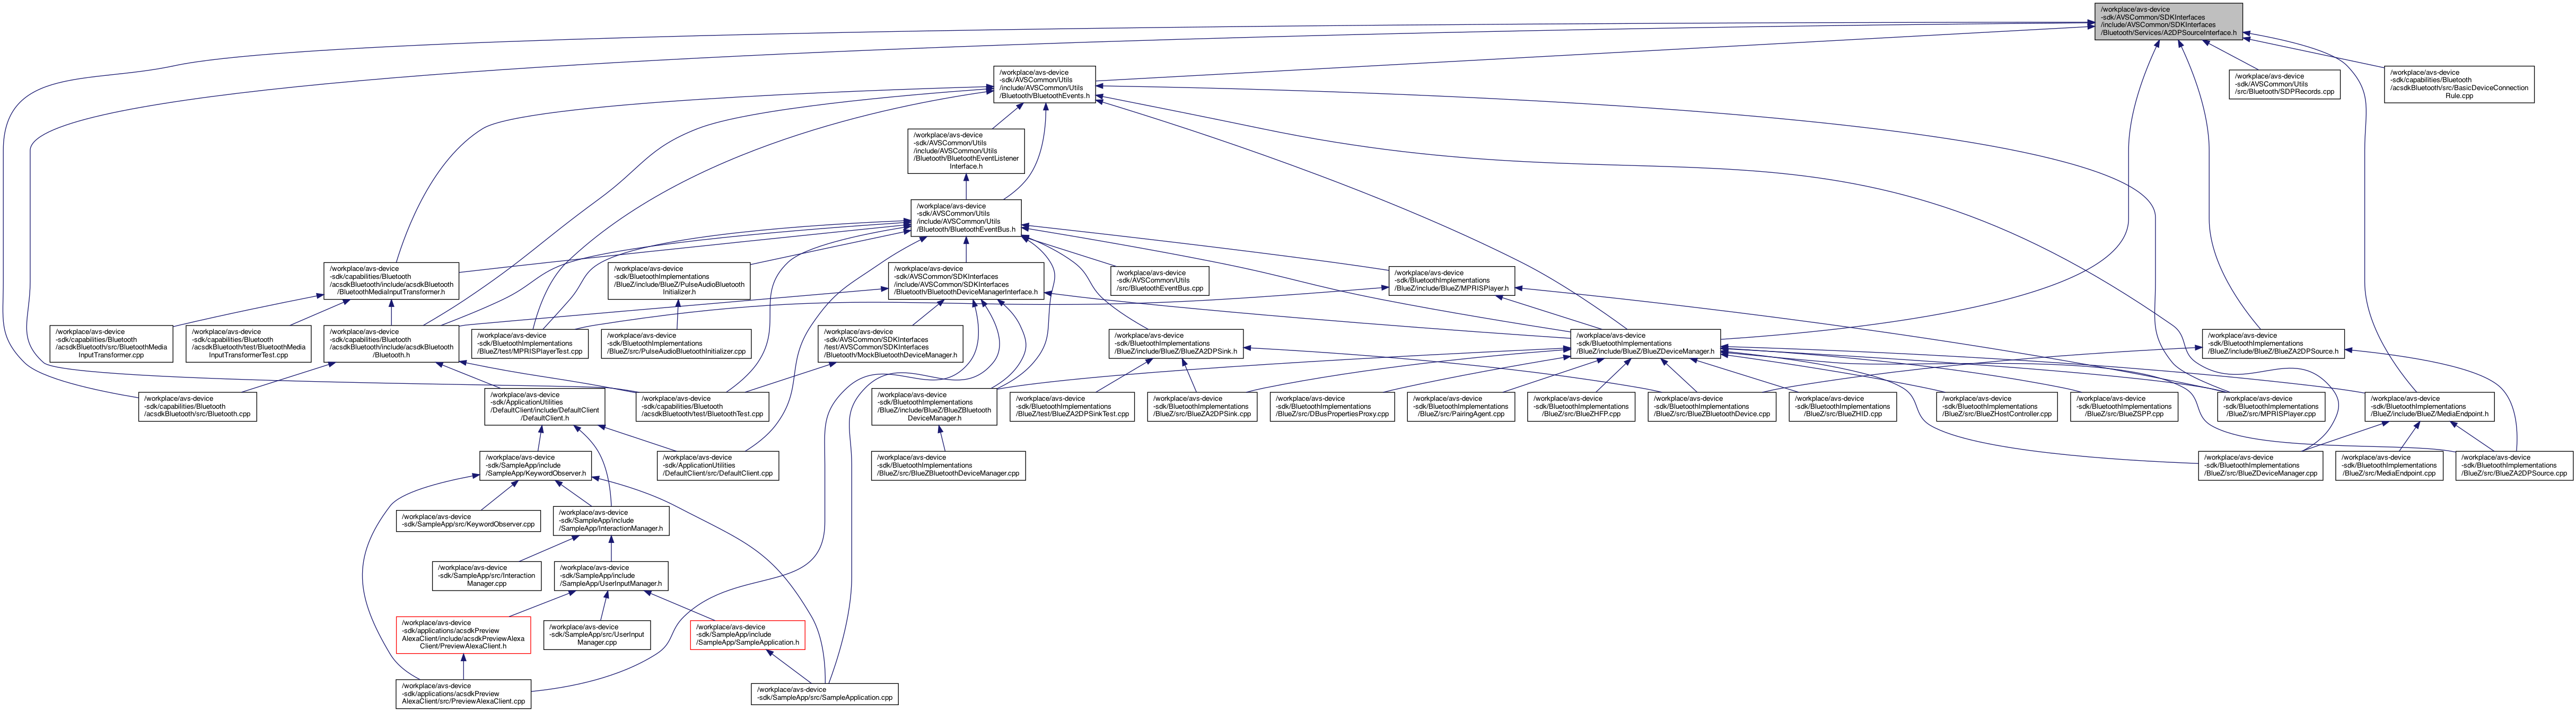 /workplace/avs-device
-sdk/AVSCommon/SDKInterfaces
/include/AVSCommon/SDKInterfaces
/Bluetooth/Services/A2DPSourceInterface.h
/workplace/avs-device
-sdk/AVSCommon/Utils
/include/AVSCommon/Utils
/Bluetooth/BluetoothEvents.h
/workplace/avs-device
-sdk/AVSCommon/Utils
/src/Bluetooth/SDPRecords.cpp
/workplace/avs-device
-sdk/capabilities/Bluetooth
/acsdkBluetooth/src/BasicDeviceConnection
Rule.cpp
/workplace/avs-device
-sdk/AVSCommon/Utils
/include/AVSCommon/Utils
/Bluetooth/BluetoothEventListener
Interface.h
/workplace/avs-device
-sdk/AVSCommon/Utils
/include/AVSCommon/Utils
/Bluetooth/BluetoothEventBus.h
/workplace/avs-device
-sdk/capabilities/Bluetooth
/acsdkBluetooth/include/acsdkBluetooth
/BluetoothMediaInputTransformer.h
/workplace/avs-device
-sdk/BluetoothImplementations
/BlueZ/include/BlueZ/PulseAudioBluetooth
Initializer.h
/workplace/avs-device
-sdk/AVSCommon/SDKInterfaces
/include/AVSCommon/SDKInterfaces
/Bluetooth/BluetoothDeviceManagerInterface.h
/workplace/avs-device
-sdk/AVSCommon/Utils
/src/BluetoothEventBus.cpp
/workplace/avs-device
-sdk/BluetoothImplementations
/BlueZ/include/BlueZ/MPRISPlayer.h
/workplace/avs-device
-sdk/capabilities/Bluetooth
/acsdkBluetooth/src/BluetoothMedia
InputTransformer.cpp
/workplace/avs-device
-sdk/capabilities/Bluetooth
/acsdkBluetooth/test/BluetoothMedia
InputTransformerTest.cpp
/workplace/avs-device
-sdk/capabilities/Bluetooth
/acsdkBluetooth/include/acsdkBluetooth
/Bluetooth.h
/workplace/avs-device
-sdk/BluetoothImplementations
/BlueZ/test/MPRISPlayerTest.cpp
/workplace/avs-device
-sdk/BluetoothImplementations
/BlueZ/src/PulseAudioBluetoothInitializer.cpp
/workplace/avs-device
-sdk/AVSCommon/SDKInterfaces
/test/AVSCommon/SDKInterfaces
/Bluetooth/MockBluetoothDeviceManager.h
/workplace/avs-device
-sdk/BluetoothImplementations
/BlueZ/include/BlueZ/BlueZA2DPSink.h
/workplace/avs-device
-sdk/BluetoothImplementations
/BlueZ/include/BlueZ/BlueZDeviceManager.h
/workplace/avs-device
-sdk/BluetoothImplementations
/BlueZ/include/BlueZ/BlueZA2DPSource.h
/workplace/avs-device
-sdk/capabilities/Bluetooth
/acsdkBluetooth/src/Bluetooth.cpp
/workplace/avs-device
-sdk/ApplicationUtilities
/DefaultClient/include/DefaultClient
/DefaultClient.h
/workplace/avs-device
-sdk/capabilities/Bluetooth
/acsdkBluetooth/test/BluetoothTest.cpp
/workplace/avs-device
-sdk/BluetoothImplementations
/BlueZ/include/BlueZ/BlueZBluetooth
DeviceManager.h
/workplace/avs-device
-sdk/BluetoothImplementations
/BlueZ/test/BlueZA2DPSinkTest.cpp
/workplace/avs-device
-sdk/BluetoothImplementations
/BlueZ/src/BlueZA2DPSink.cpp
/workplace/avs-device
-sdk/BluetoothImplementations
/BlueZ/src/DBusPropertiesProxy.cpp
/workplace/avs-device
-sdk/BluetoothImplementations
/BlueZ/src/PairingAgent.cpp
/workplace/avs-device
-sdk/BluetoothImplementations
/BlueZ/src/BlueZHFP.cpp
/workplace/avs-device
-sdk/BluetoothImplementations
/BlueZ/src/BlueZBluetoothDevice.cpp
/workplace/avs-device
-sdk/BluetoothImplementations
/BlueZ/src/BlueZHID.cpp
/workplace/avs-device
-sdk/BluetoothImplementations
/BlueZ/src/BlueZHostController.cpp
/workplace/avs-device
-sdk/BluetoothImplementations
/BlueZ/src/BlueZSPP.cpp
/workplace/avs-device
-sdk/BluetoothImplementations
/BlueZ/src/MPRISPlayer.cpp
/workplace/avs-device
-sdk/BluetoothImplementations
/BlueZ/include/BlueZ/MediaEndpoint.h
/workplace/avs-device
-sdk/SampleApp/include
/SampleApp/KeywordObserver.h
/workplace/avs-device
-sdk/ApplicationUtilities
/DefaultClient/src/DefaultClient.cpp
/workplace/avs-device
-sdk/BluetoothImplementations
/BlueZ/src/BlueZBluetoothDeviceManager.cpp
/workplace/avs-device
-sdk/BluetoothImplementations
/BlueZ/src/BlueZDeviceManager.cpp
/workplace/avs-device
-sdk/BluetoothImplementations
/BlueZ/src/MediaEndpoint.cpp
/workplace/avs-device
-sdk/BluetoothImplementations
/BlueZ/src/BlueZA2DPSource.cpp
/workplace/avs-device
-sdk/SampleApp/src/KeywordObserver.cpp
/workplace/avs-device
-sdk/SampleApp/include
/SampleApp/InteractionManager.h
/workplace/avs-device
-sdk/SampleApp/src/Interaction
Manager.cpp
/workplace/avs-device
-sdk/SampleApp/include
/SampleApp/UserInputManager.h
/workplace/avs-device
-sdk/applications/acsdkPreview
AlexaClient/include/acsdkPreviewAlexa
Client/PreviewAlexaClient.h
/workplace/avs-device
-sdk/SampleApp/src/UserInput
Manager.cpp
/workplace/avs-device
-sdk/SampleApp/include
/SampleApp/SampleApplication.h
/workplace/avs-device
-sdk/applications/acsdkPreview
AlexaClient/src/PreviewAlexaClient.cpp
/workplace/avs-device
-sdk/SampleApp/src/SampleApplication.cpp